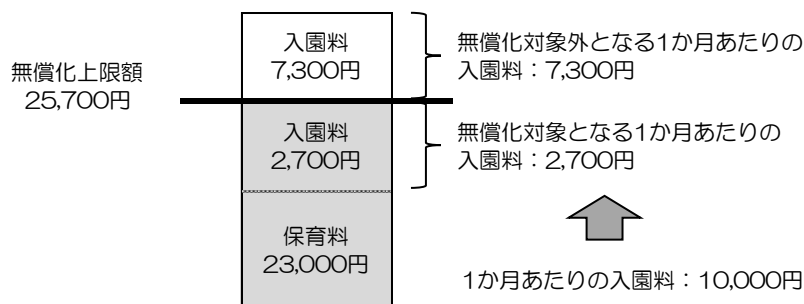 入園料
7,300円
無償化対象外となる1か月あたりの
入園料：7,300円
無償化上限額
25,700円
入園料
2,700円
無償化対象となる1か月あたりの
入園料：2,700円
保育料
23,000円
1か月あたりの入園料：10,000円